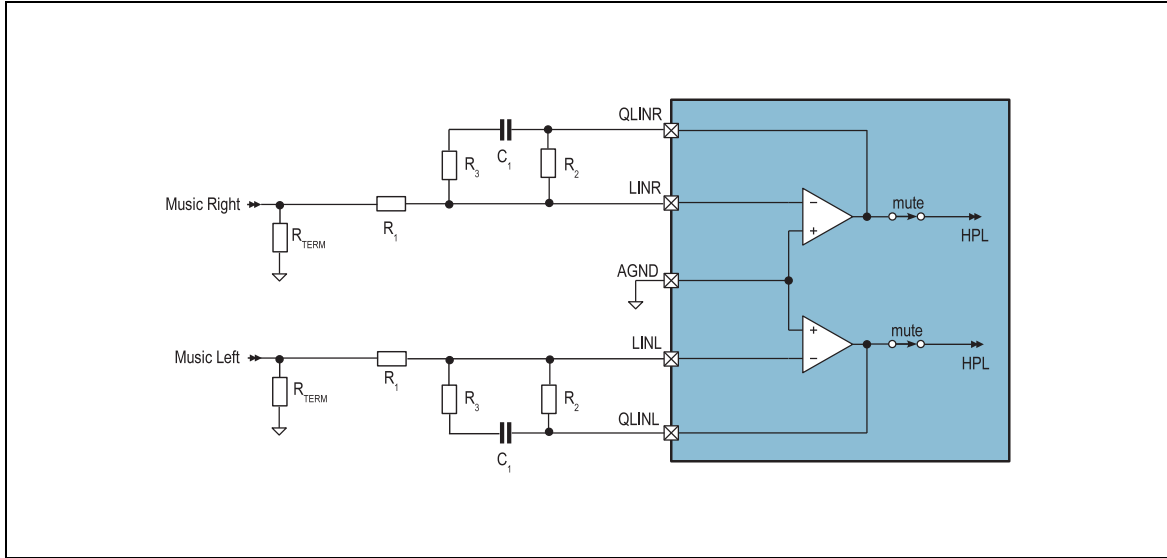 QLINR
R3
C1
R2
LINR
Music Right
R1
RTERM
mute
HPL
AGND
Music Left
R1
RTERM
LINL
R3
R2
QLINL
C1
mute
HPL